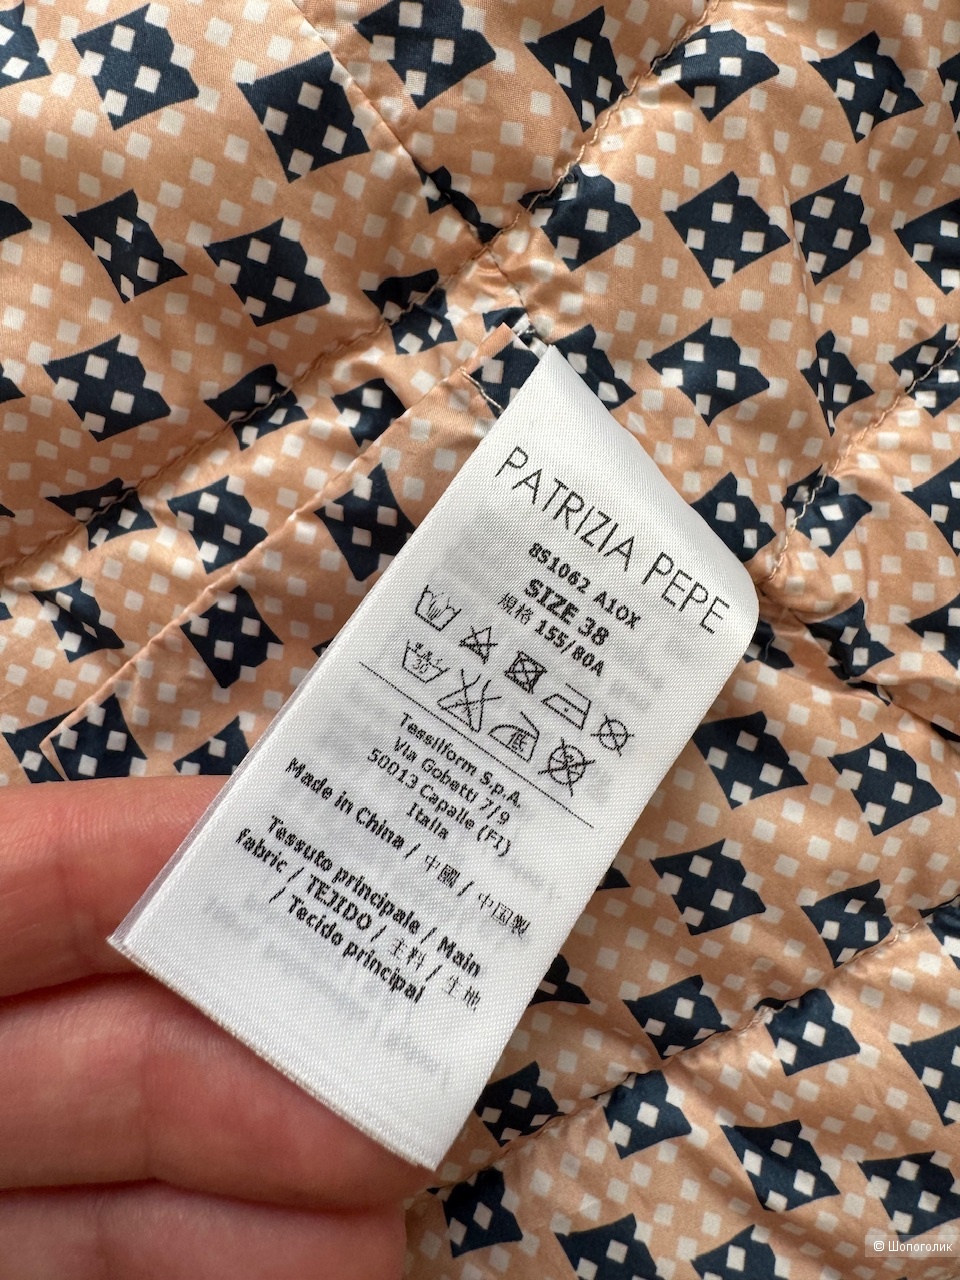 PATRIZIA PEPE
8S1062 A1OX
SIZE 38
規格 155/80A
30
底
Tessilform S.p.A.
Via Gobetti 7/9
50013 Capalle (FI)
Italia
Made in China / 中國 / 中国製
Tessuto principale / Main
fabric / TEJIDO / 主料 / 生地
/ Tecido principal
© Шопоголик